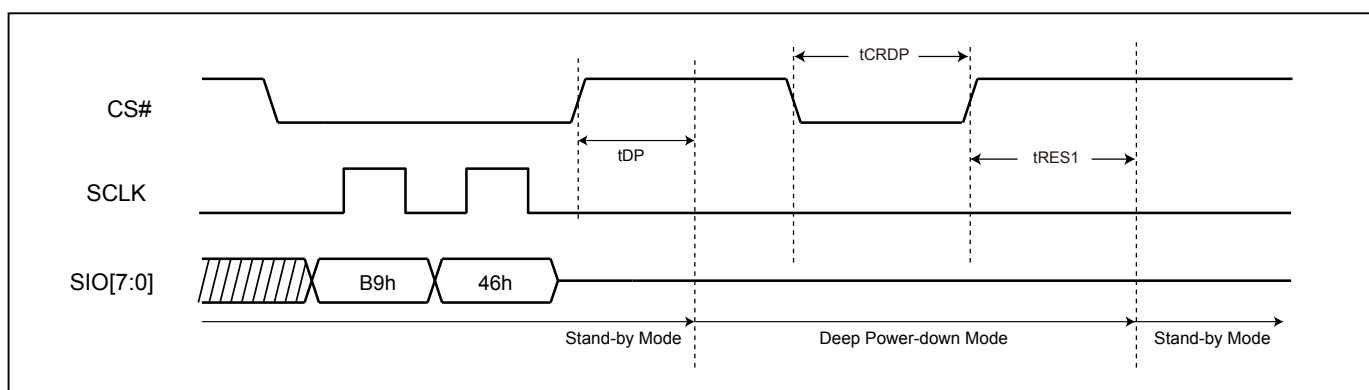 tCRDP
CS#
tDP
tRES1
SCLK
SIO[7:0]
B9h
46h
Stand-by Mode
Deep Power-down Mode
Stand-by Mode